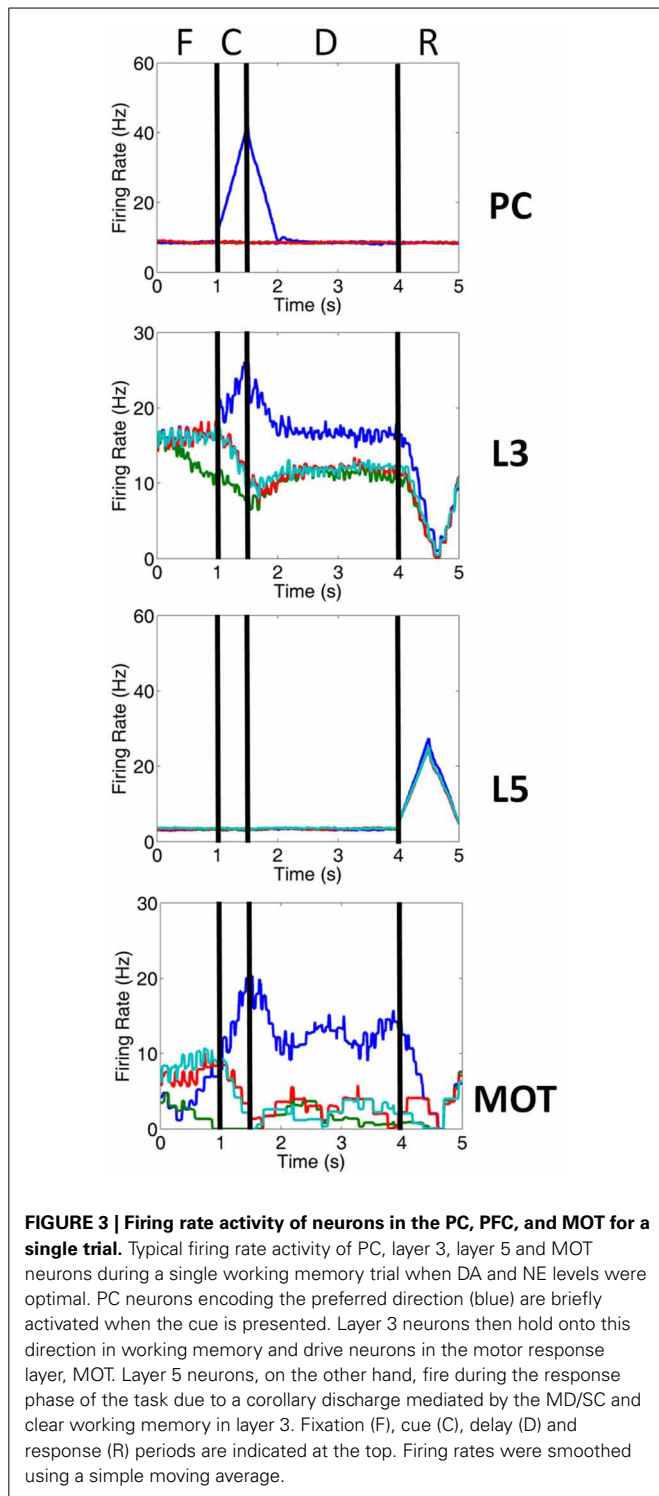 F C D R
60
40
20
0
Firing Rate (Hz)
0 1 2 3 4 5
Time (s)
PC
30
20
10
0
Firing Rate (Hz)
0 1 2 3 4 5
Time (s)
L3
60
40
20
0
Firing Rate (Hz)
0 1 2 3 4 5
Time (s)
L5
30
20
10
0
Firing Rate (Hz)
0 1 2 3 4 5
Time (s)
MOT
FIGURE 3 | Firing rate activity of neurons in the PC, PFC, and MOT for a
single trial. Typical firing rate activity of PC, layer 3, layer 5 and MOT
neurons during a single working memory trial when DA and NE levels were
optimal. PC neurons encoding the preferred direction (blue) are briefly
activated when the cue is presented. Layer 3 neurons then hold onto this
direction in working memory and drive neurons in the motor response
layer, MOT. Layer 5 neurons, on the other hand, fire during the response
phase of the task due to a corollary discharge mediated by the MD/SC and
clear working memory in layer 3. Fixation (F), cue (C), delay (D) and
response (R) periods are indicated at the top. Firing rates were smoothed
using a simple moving average.